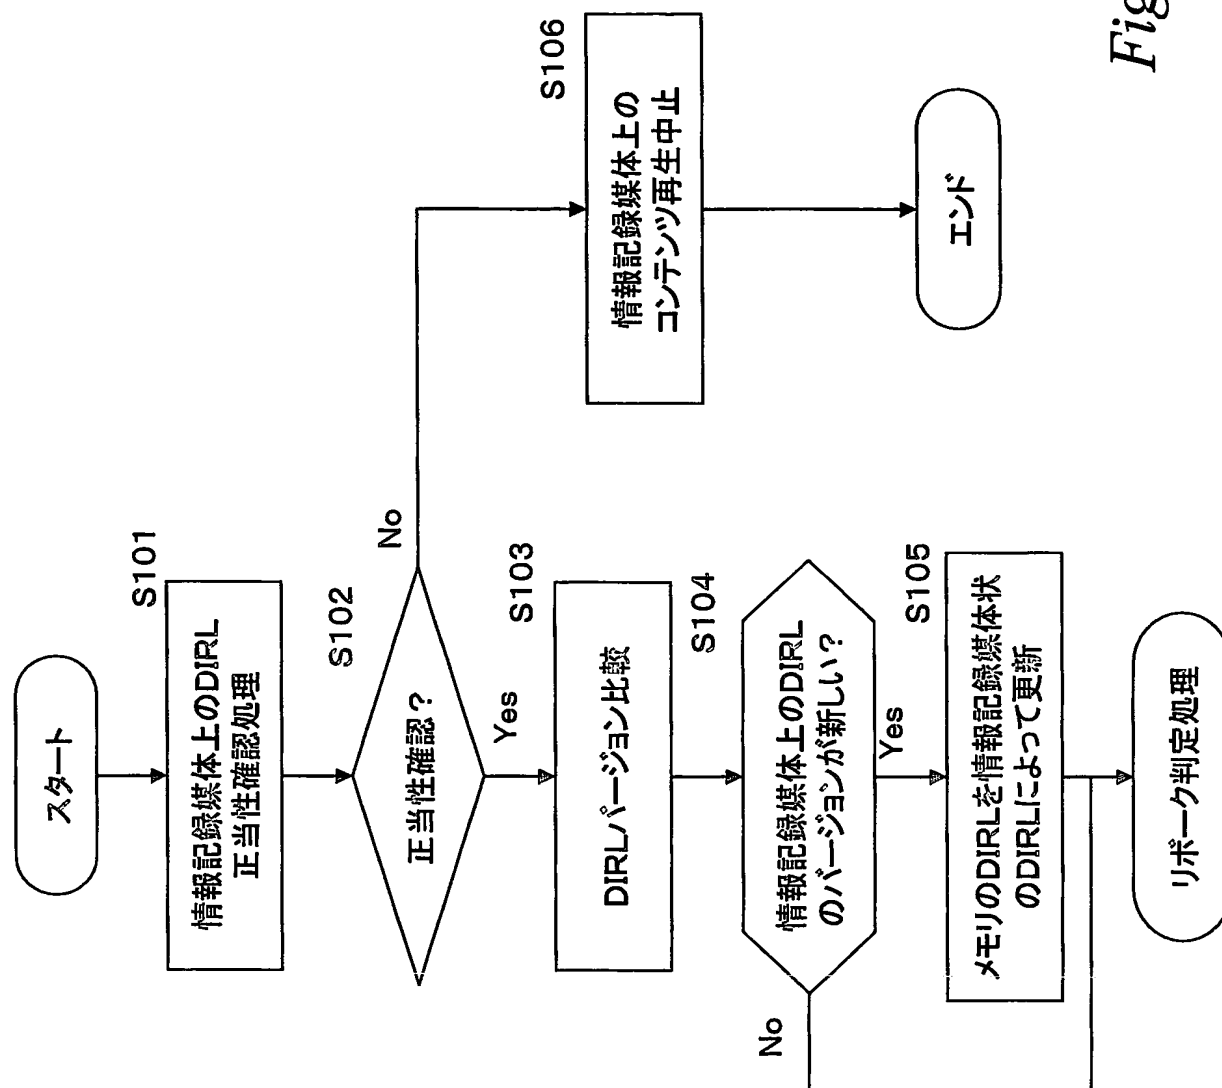 スタート
S101
情報記録媒体上のDIRL
正当性確認処理
S102
正当性確認？
No
Yes
S103
DIRLバージョン比較
S104
情報記録媒体上のDIRL
のバージョンが新しい？
No
Yes
S105
メモリのDIRLを情報記録媒体状
のDIRLによって更新
リボーク判定処理
S106
情報記録媒体上の
コンテンツ再生中止
エンド
Fig